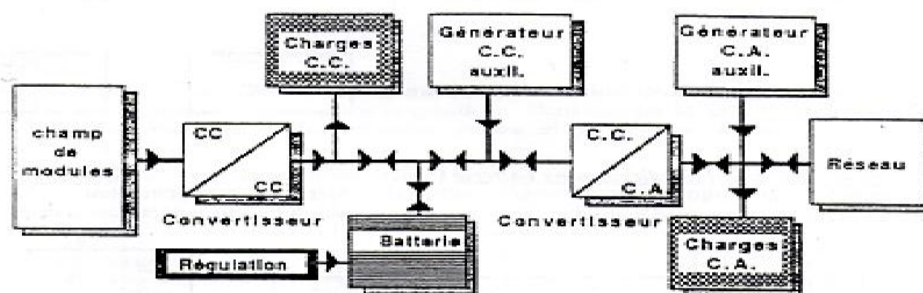 champ
de
modules
CC
CC
Convertisseur
Charges
C.C.
Générateur
C.C.
auxil.
Batterie
Régulation
C.C.
C.A
Convertisseur
Générateur
C.A.
auxil.
Réseau
Charges
C.A.